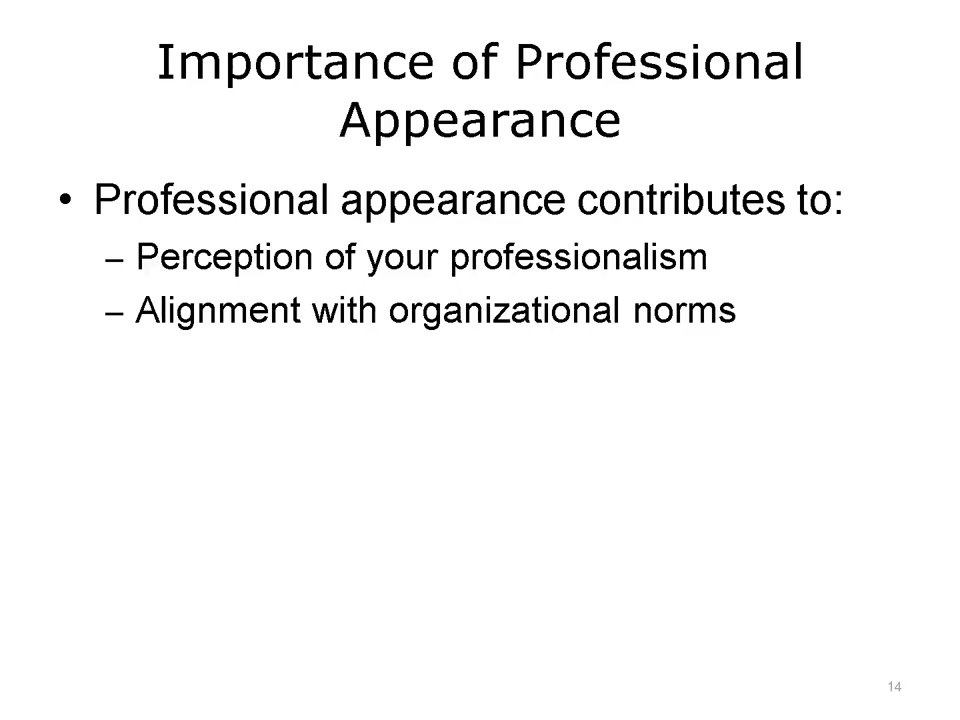 Importance of Professional
Appearance
• Professional appearance contributes to:
– Perception of your professionalism
– Alignment with organizational norms
14